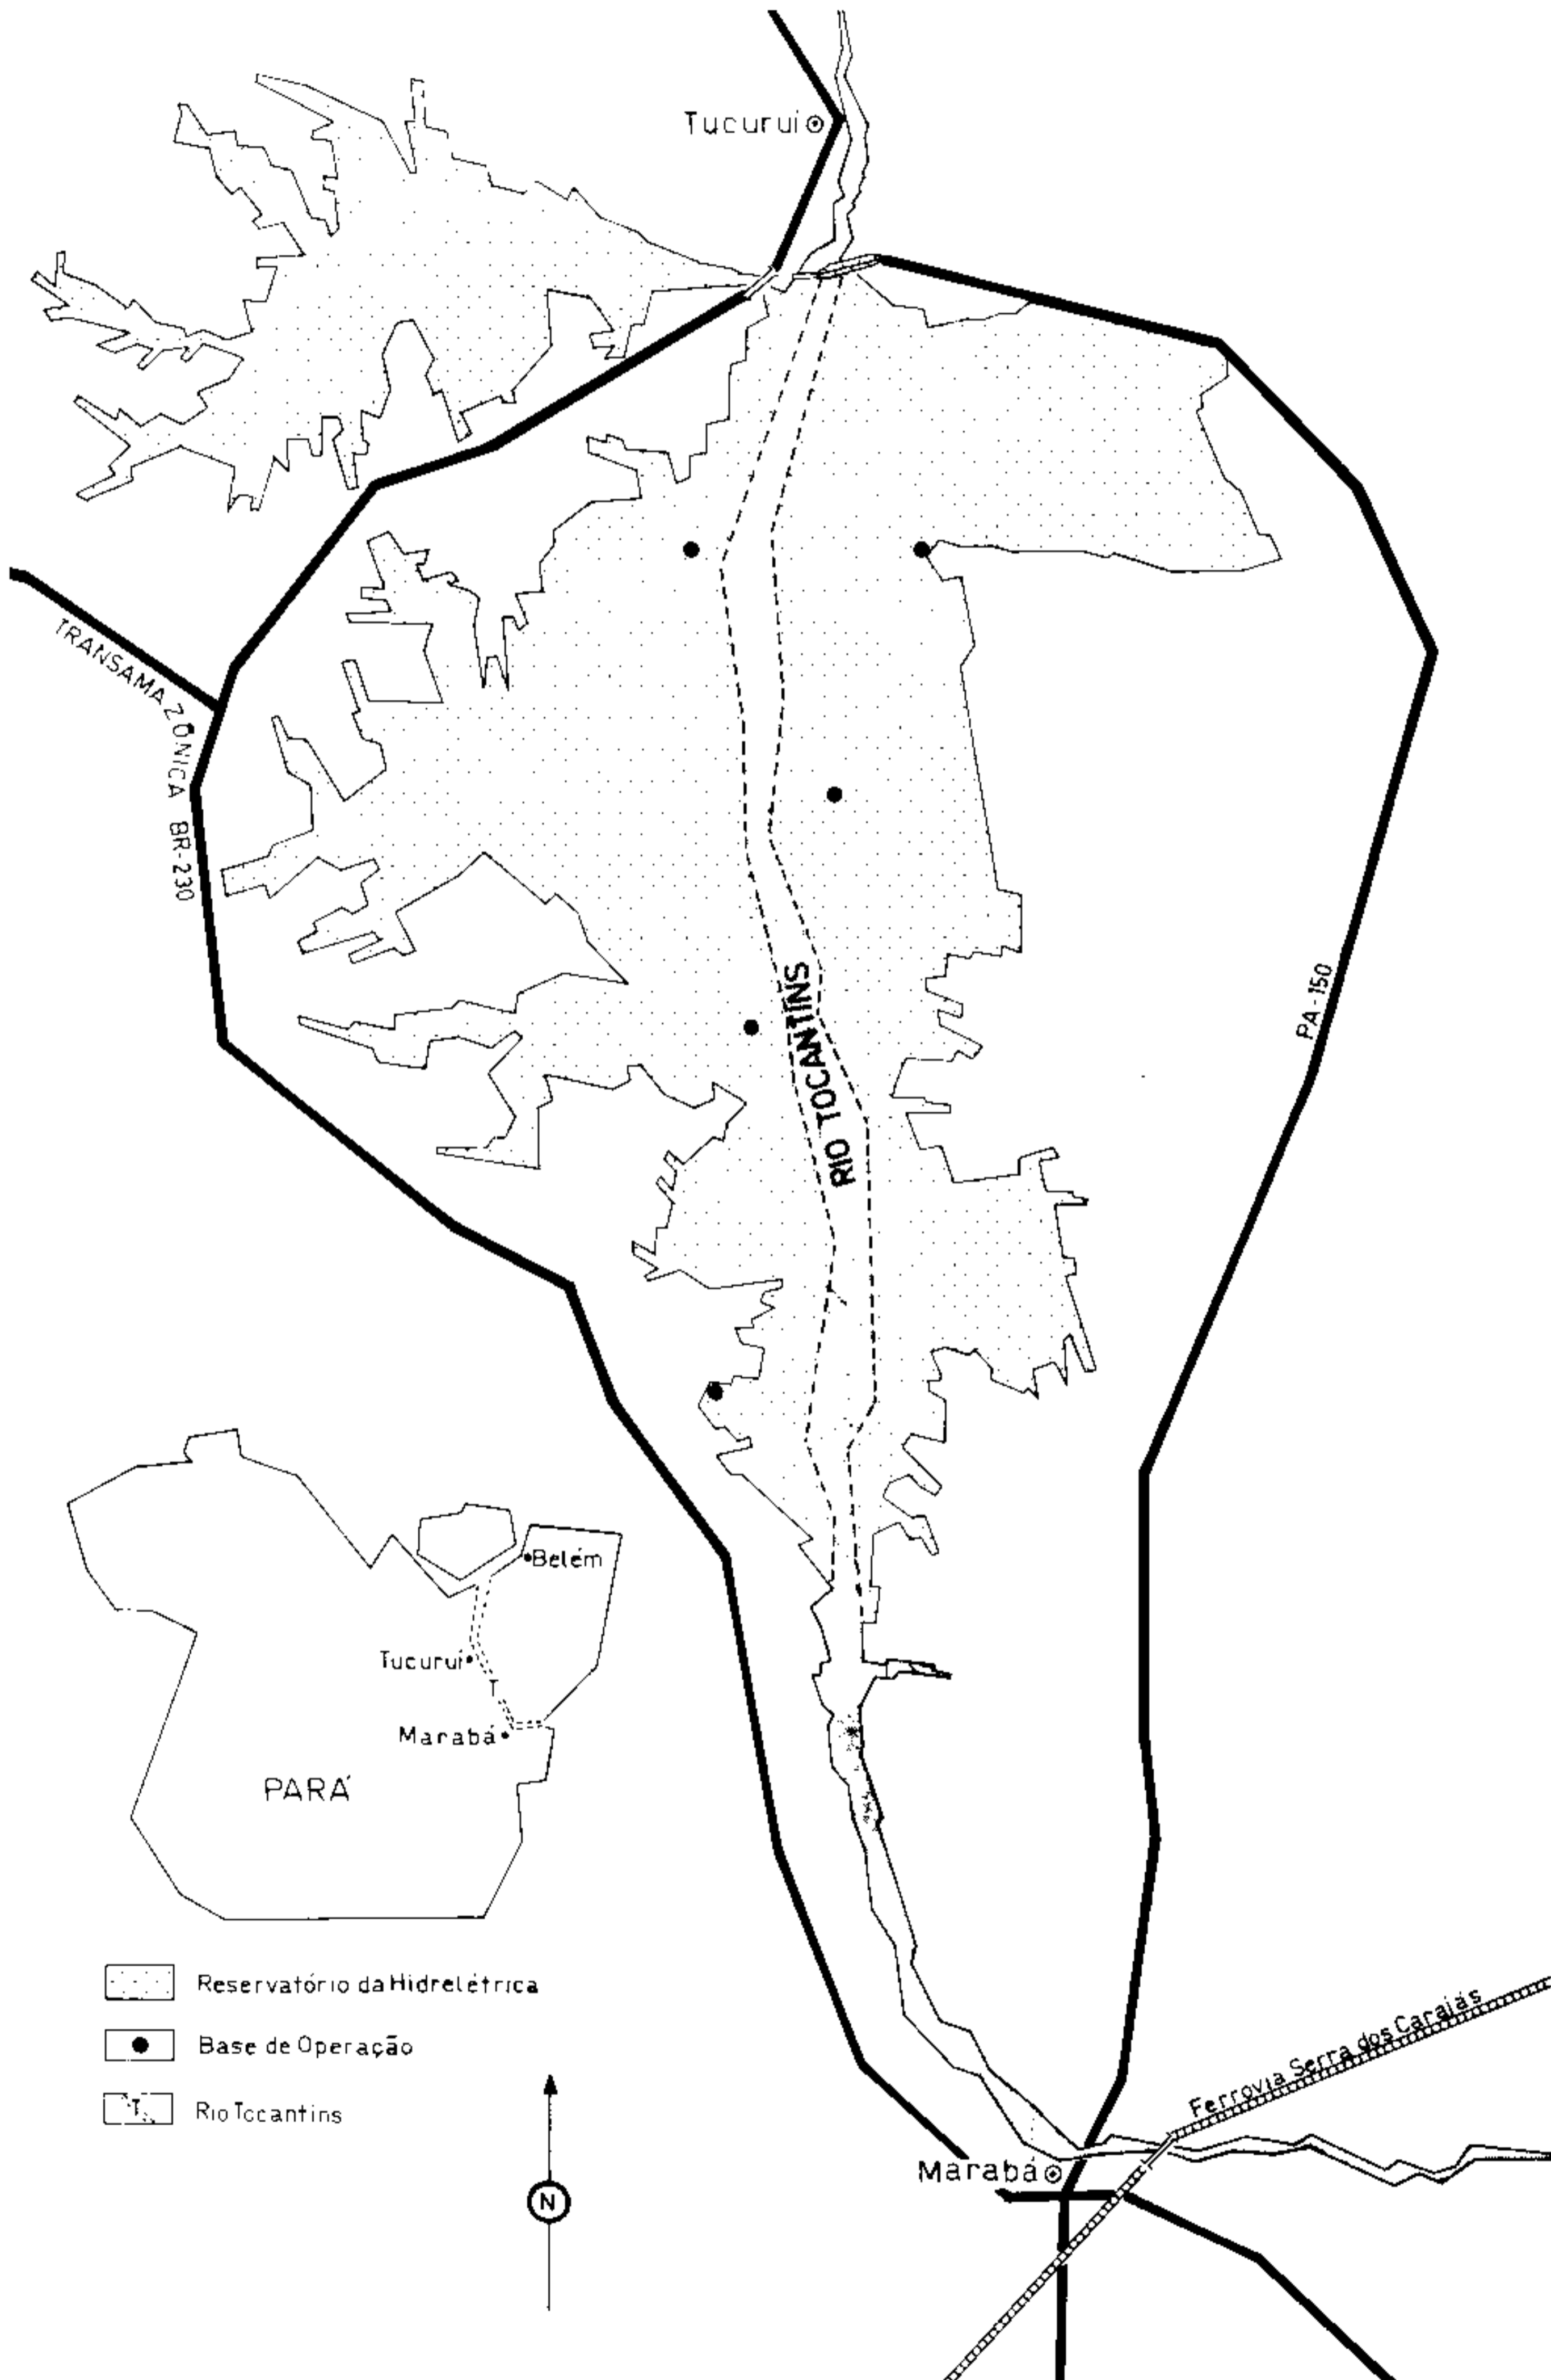 Tucuruí
TRANSAMAZÔNICA BR-230
RIO TOCANTINS
PA-150
Belém
Tucuruí
T
Marabá
PARÁ
Reservatório da Hidrelétrica
Base de Operação
T
Rio Tocantins
N
Ferrovia Serra dos Carajás
Marabá